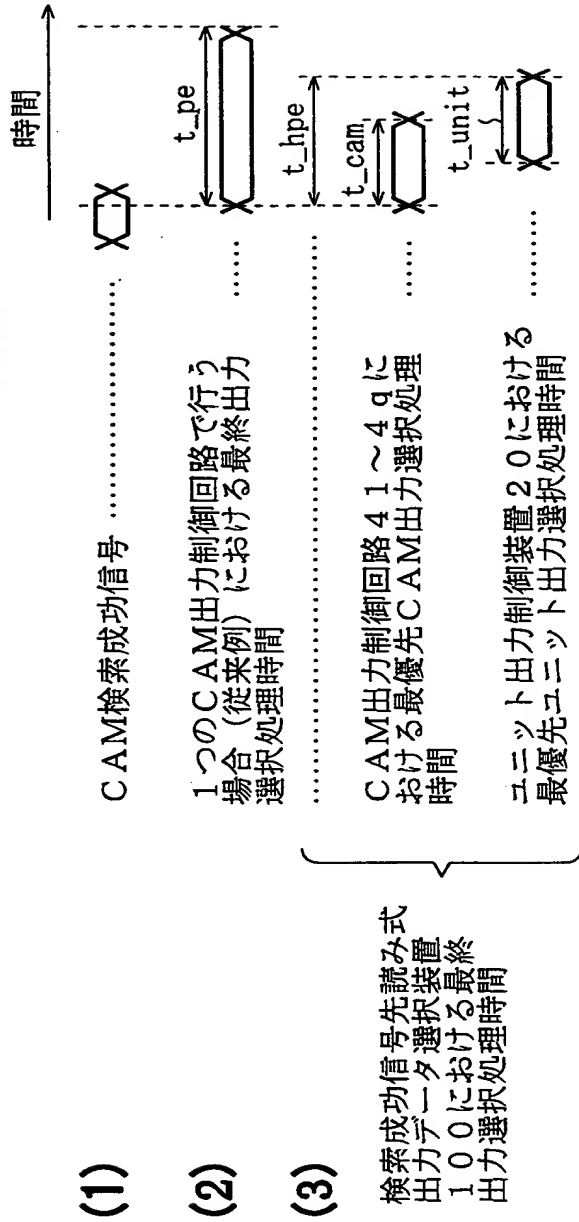 時間
(1)
CAM検索成功信号
(2)
1つのCAM出力制御回路で行う
場合（従来例）における最終出力
選択処理時間
t_pe
(3)
t_hpe
検索成功信号先読み式
出力データ選択装置
100における最終
出力選択処理時間
CAM出力制御回路41～4qに
おける最優先CAM出力選択処理
時間
t_cam
ユニット出力制御装置20における
最優先ユニット出力選択処理時間
t_unit